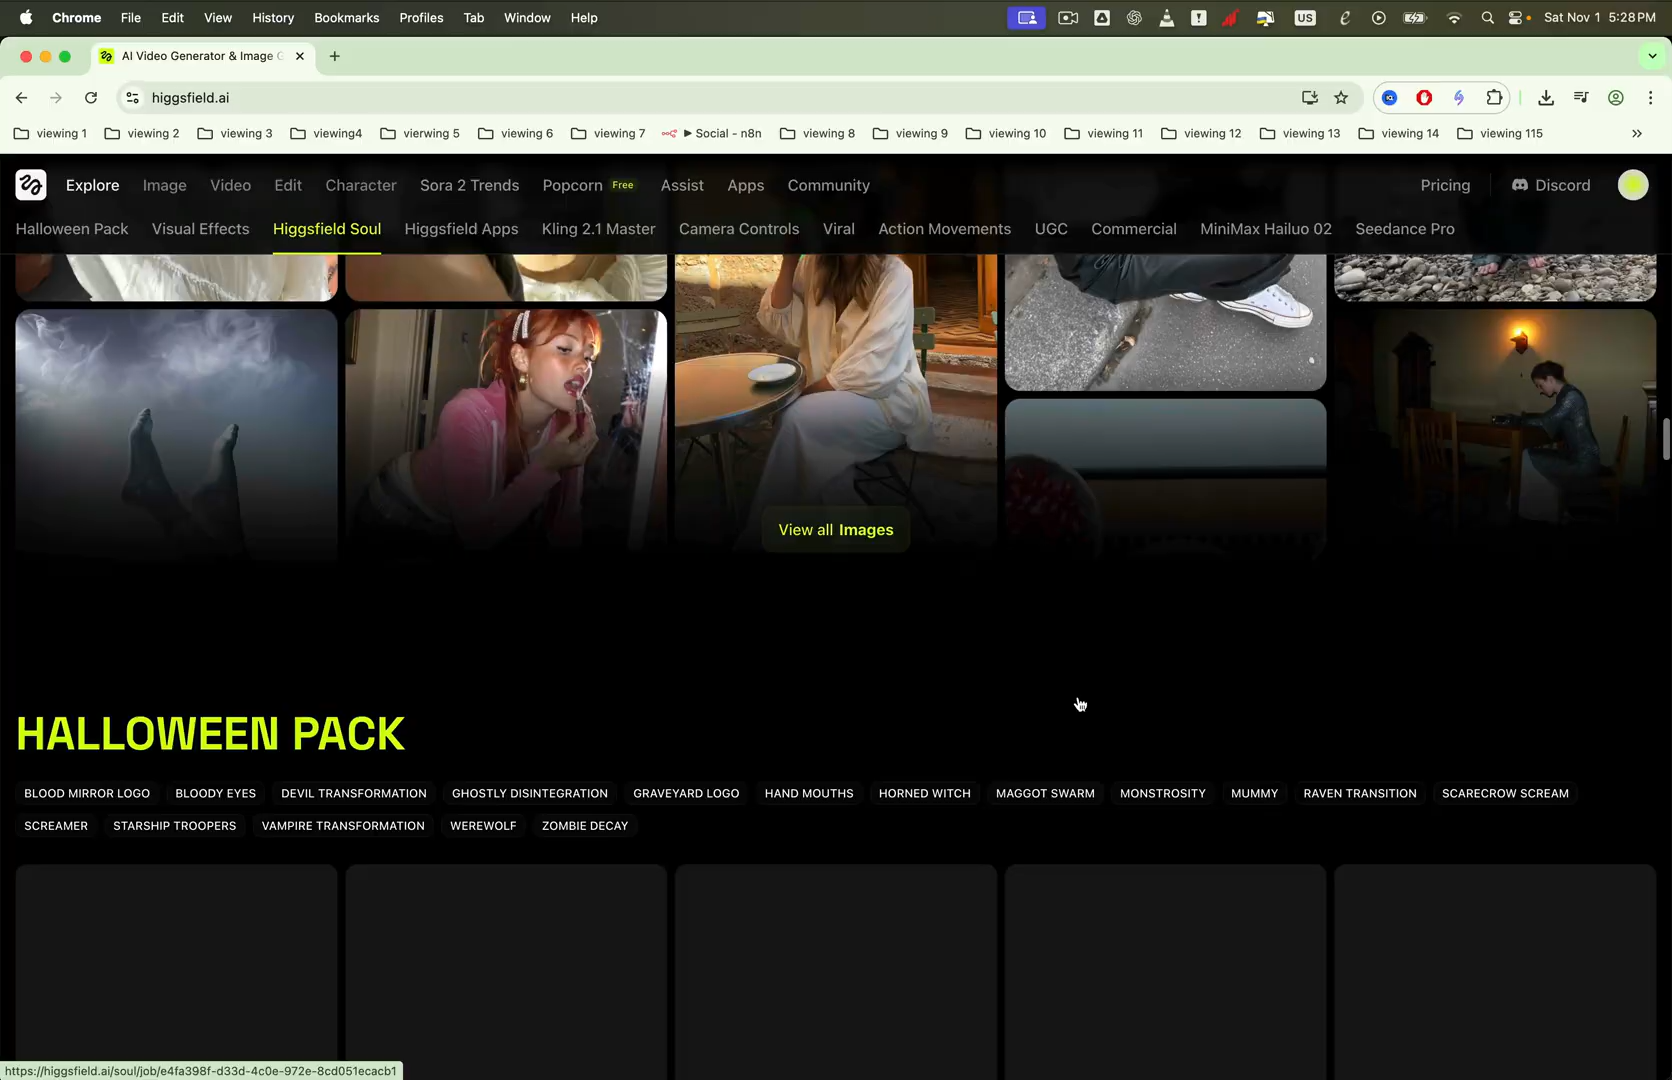 Chrome File Edit View History Bookmarks Profiles Tab Window Help US Sat Nov 1 5:28 PM
AI Video Generator & Image G
higgsfield.ai
viewing 1 viewing 2 viewing 3 viewing4 vierwing 5 viewing 6 viewing 7 ► Social - n8n viewing 8 viewing 9 viewing 10 viewing 11 viewing 12 viewing 13 viewing 14 viewing 115 »
Explore Image Video Edit Character Sora 2 Trends Popcorn Free Assist Apps Community Pricing Discord
Halloween Pack Visual Effects Higgsfield Soul Higgsfield Apps Kling 2.1 Master Camera Controls Viral Action Movements UGC Commercial MiniMax Hailuo 02 Seedance Pro
View all Images
HALLOWEEN PACK
BLOOD MIRROR LOGO BLOODY EYES DEVIL TRANSFORMATION GHOSTLY DISINTEGRATION GRAVEYARD LOGO HAND MOUTHS HORNED WITCH MAGGOT SWARM MONSTROSITY MUMMY RAVEN TRANSITION SCARECROW SCREAM
SCREAMER STARSHIP TROOPERS VAMPIRE TRANSFORMATION WEREWOLF ZOMBIE DECAY
https://higgsfield.ai/soul/job/e4fa398f-d33d-4c0e-972e-8cd051ecacb1